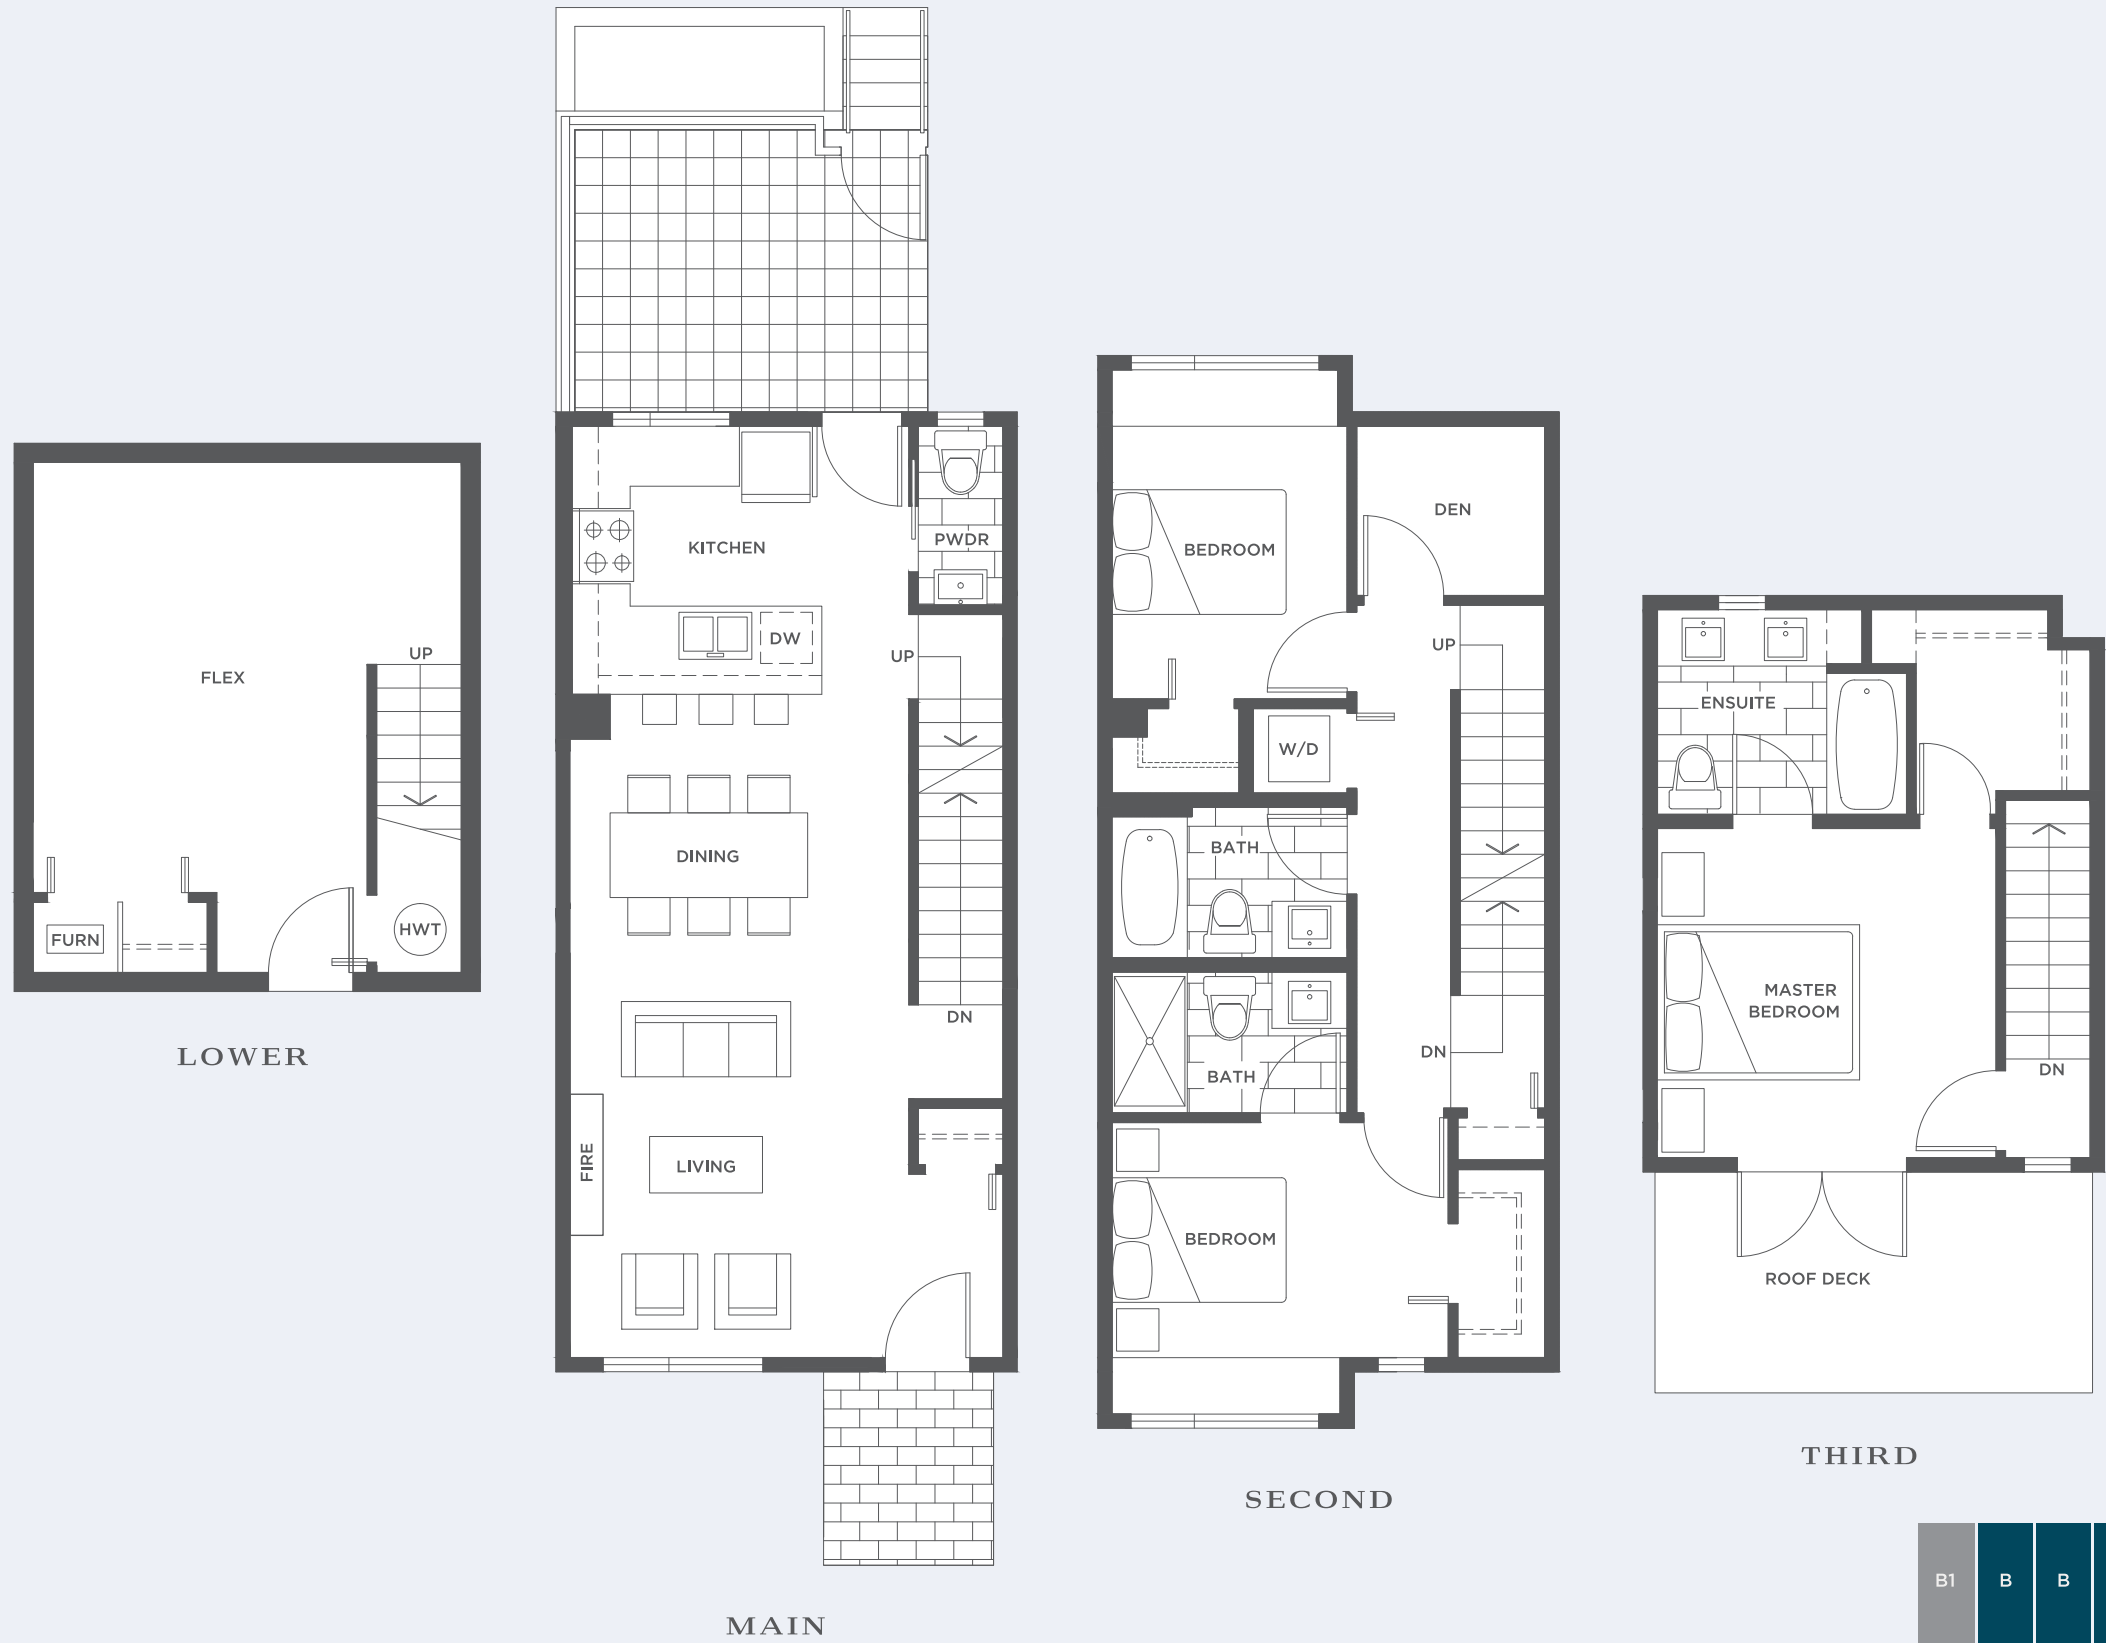 FLEX
UP
FURN
HWT
LOWER
KITCHEN
PWDR
DW
UP
DINING
DN
FIRE
LIVING
MAIN
BEDROOM
DEN
UP
W/D
BATH
DN
BATH
BEDROOM
SECOND
ENSUITE
MASTER
BEDROOM
DN
ROOF DECK
THIRD
B1
B
B